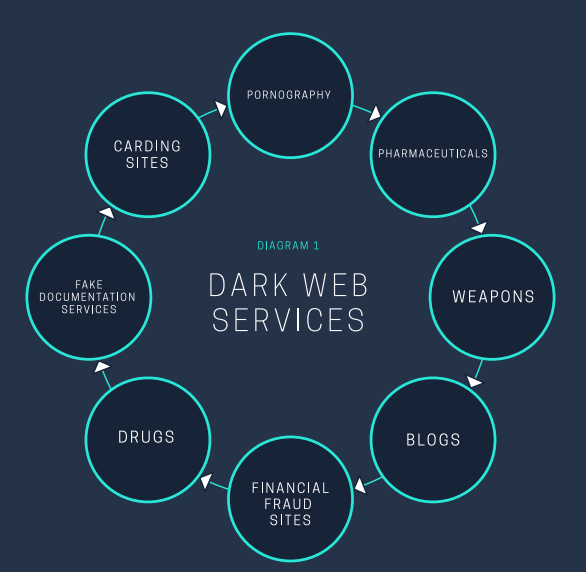 PORNOGRAPHY
PHARMACEUTICALS
WEAPONS
BLOGS
FINANCIAL
FRAUD
SITES
DRUGS
FAKE
DOCUMENTATION
SERVICES
CARDING
SITES
DIAGRAM 1
DARK WEB
SERVICES